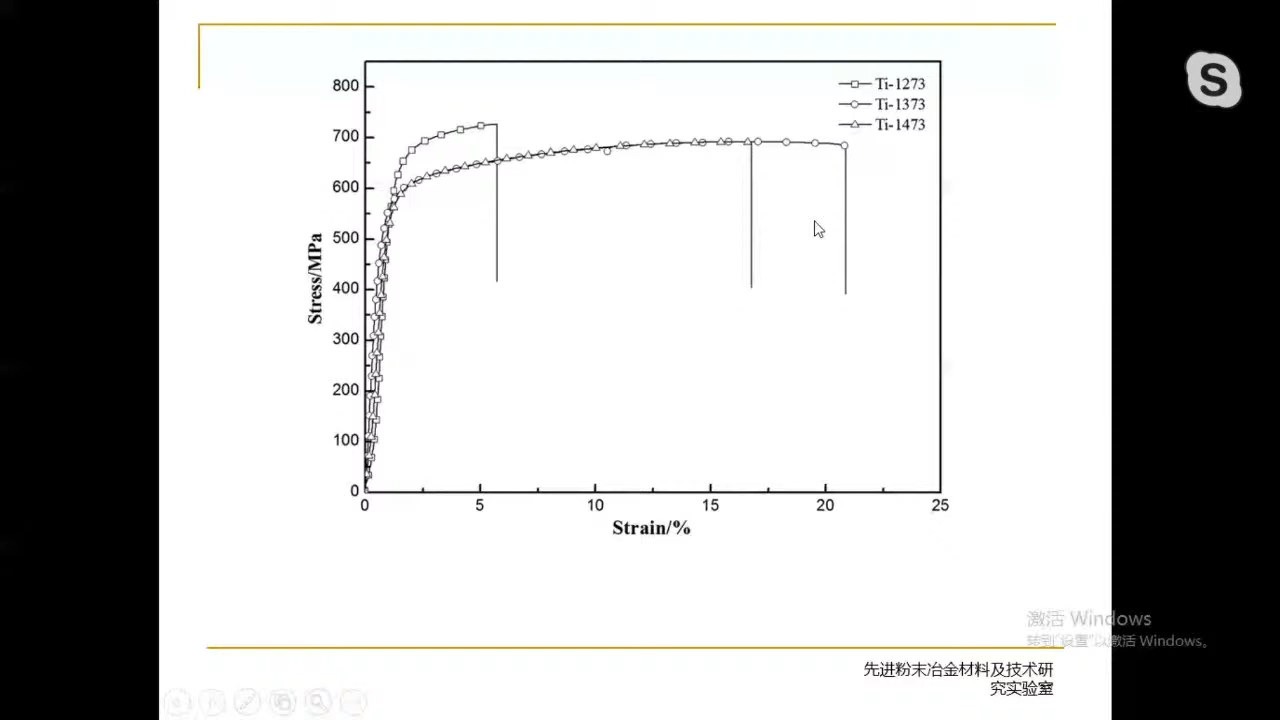 800
700
600
500
400
300
200
100
0
Stress/MPa
Ti-1273
Ti-1373
Ti-1473
0 5 10 15 20 25
Strain/%
激活 Windows
转到"设置"以激活 Windows。
先进粉末冶金材料及技术研
究实验室
S